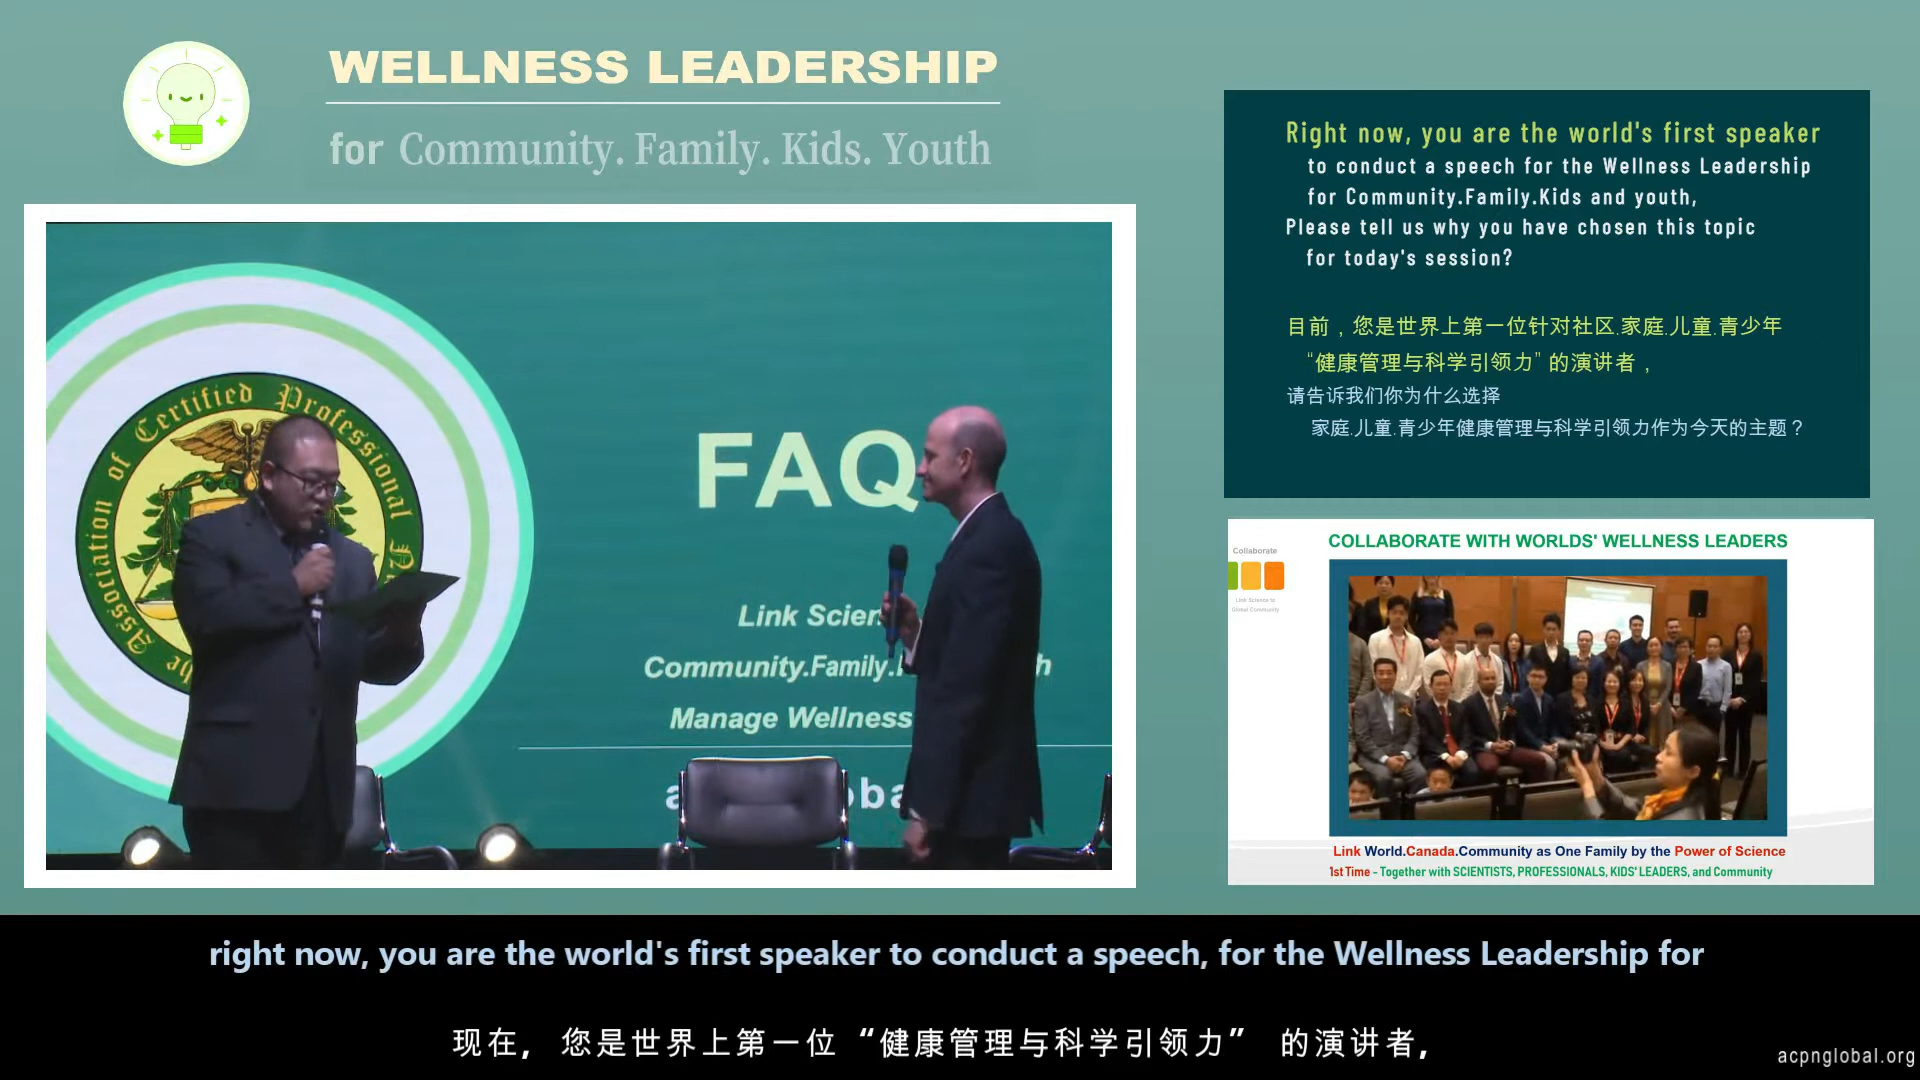 WELLNESS LEADERSHIP
for Community. Family. Kids. Youth
Association of Certified Professional
FAQ
Link Scien
Community.Family.
h
Manage Wellness
Right now, you are the world's first speaker
to conduct a speech for the Wellness Leadership
for Community.Family.Kids and youth,
Please tell us why you have chosen this topic
for today's session?
目前，您是世界上第一位针对社区.家庭.儿童.青少年
“健康管理与科学引领力” 的演讲者，
请告诉我们你为什么选择
家庭.儿童.青少年健康管理与科学引领力作为今天的主题？
COLLABORATE WITH WORLDS' WELLNESS LEADERS
Collaborate
Link Science to
Global Community
Link World.Canada.Community as One Family by the Power of Science
1st Time - Together with SCIENTISTS, PROFESSIONALS, KIDS' LEADERS, and Community
right now, you are the world's first speaker to conduct a speech, for the Wellness Leadership for
现在, 您是世界上第一位 “健康管理与科学引领力” 的演讲者,
acpnglobal.org